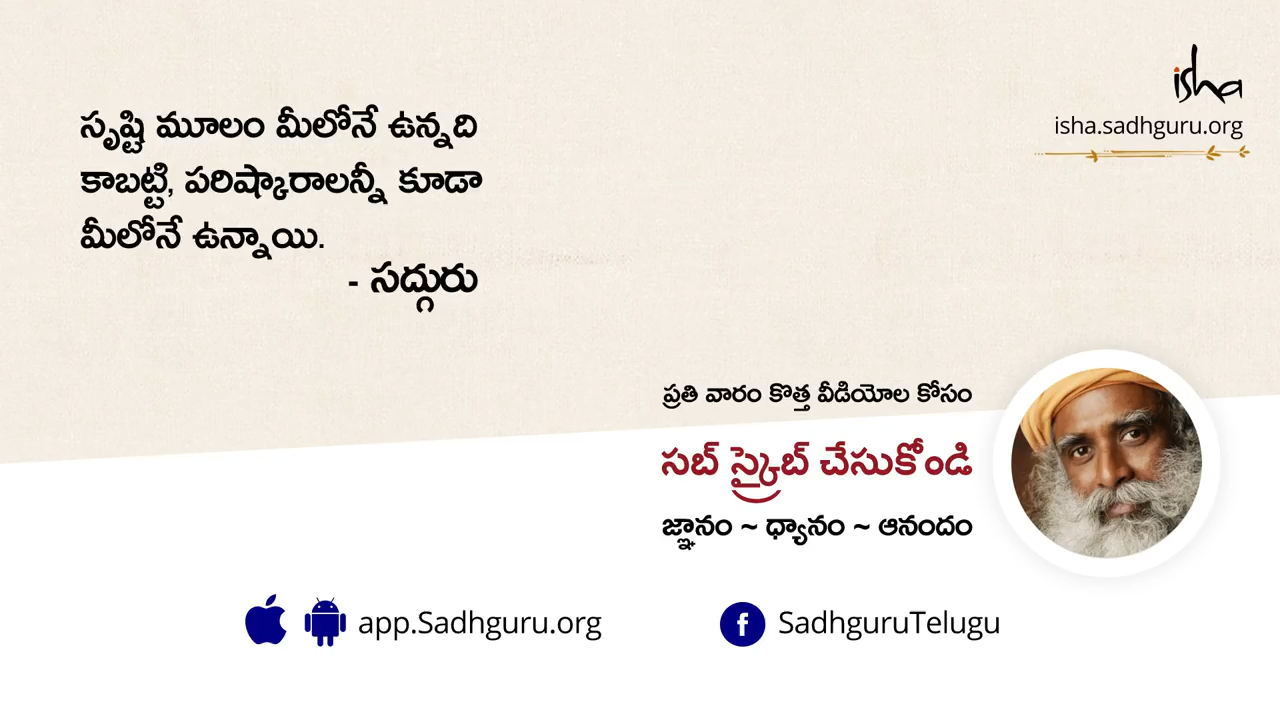 సృష్టి మూలం మీలోనే ఉన్నది
కాబట్టి, పరిష్కారాలన్నీ కూడా
మీలోనే ఉన్నాయి.
- సద్గురు
isha
isha.sadhguru.org
ప్రతి వారం కొత్త వీడియోల కోసం
సబ్ స్క్రైబ్ చేసుకోండి
జ్ఞానం ~ ధ్యానం ~ ఆనందం
app.Sadhguru.org
SadhguruTelugu